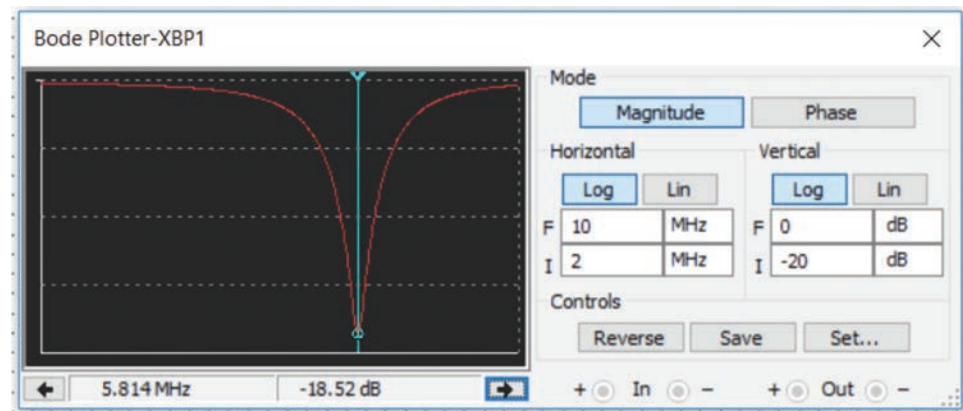 Bode Plotter-XBP1
Mode
Magnitude Phase
Horizontal Vertical
Log Lin Log Lin
F 10 MHz F 0 dB
I 2 MHz I -20 dB
Controls
Reverse Save Set...
5.814 MHz -18.52 dB + In - + Out -